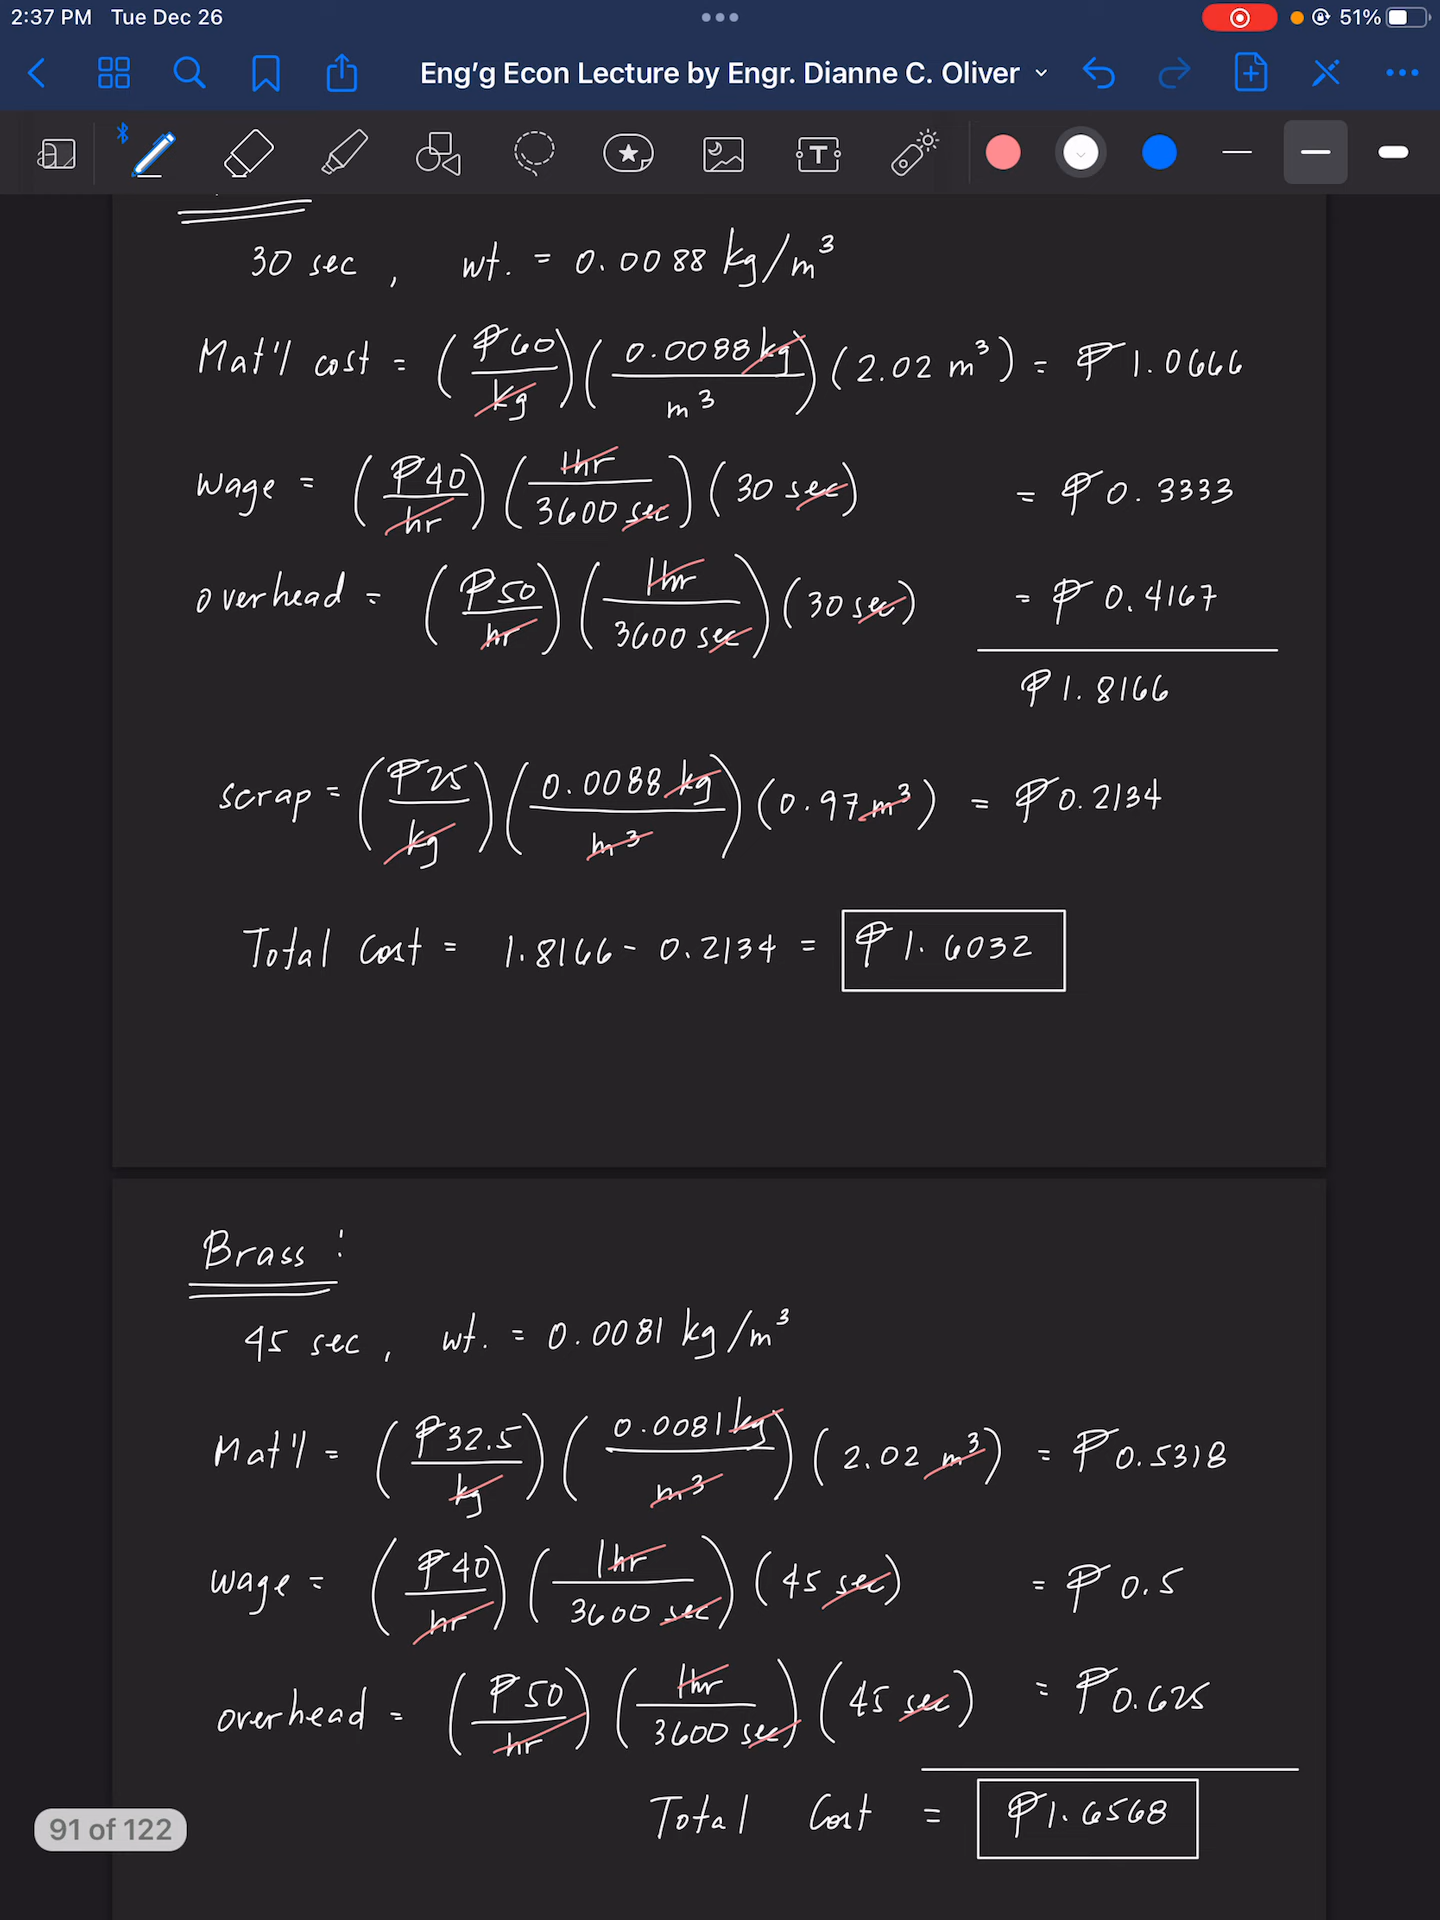 2:37 PM Tue Dec 26
51%
Eng'g Econ Lecture by Engr. Dianne C. Oliver
30 sec, wt. = 0.0088 kg/m³
Mat'l cost = (₱60/kg)(0.0088 kg/m³)(2.02 m³) = ₱1.0666
wage = (₱40/hr)(1hr/3600 sec)(30 sec) = ₱0.3333
overhead = (₱50/hr)(1hr/3600 sec)(30 sec) = ₱0.4167
₱1.8166
scrap = (₱25/kg)(0.0088 kg/m³)(0.97 m³) = ₱0.2134
Total Cost = 1.8166 - 0.2134 = ₱1.6032
Brass :
45 sec, wt. = 0.0081 kg/m³
Mat'l = (₱32.5/kg)(0.0081 kg/m³)(2.02 m³) = ₱0.5318
wage = (₱40/hr)(1hr/3600 sec)(45 sec) = ₱0.5
overhead = (₱50/hr)(1hr/3600 sec)(45 sec) = ₱0.625
Total Cost = ₱1.6568
91 of 122